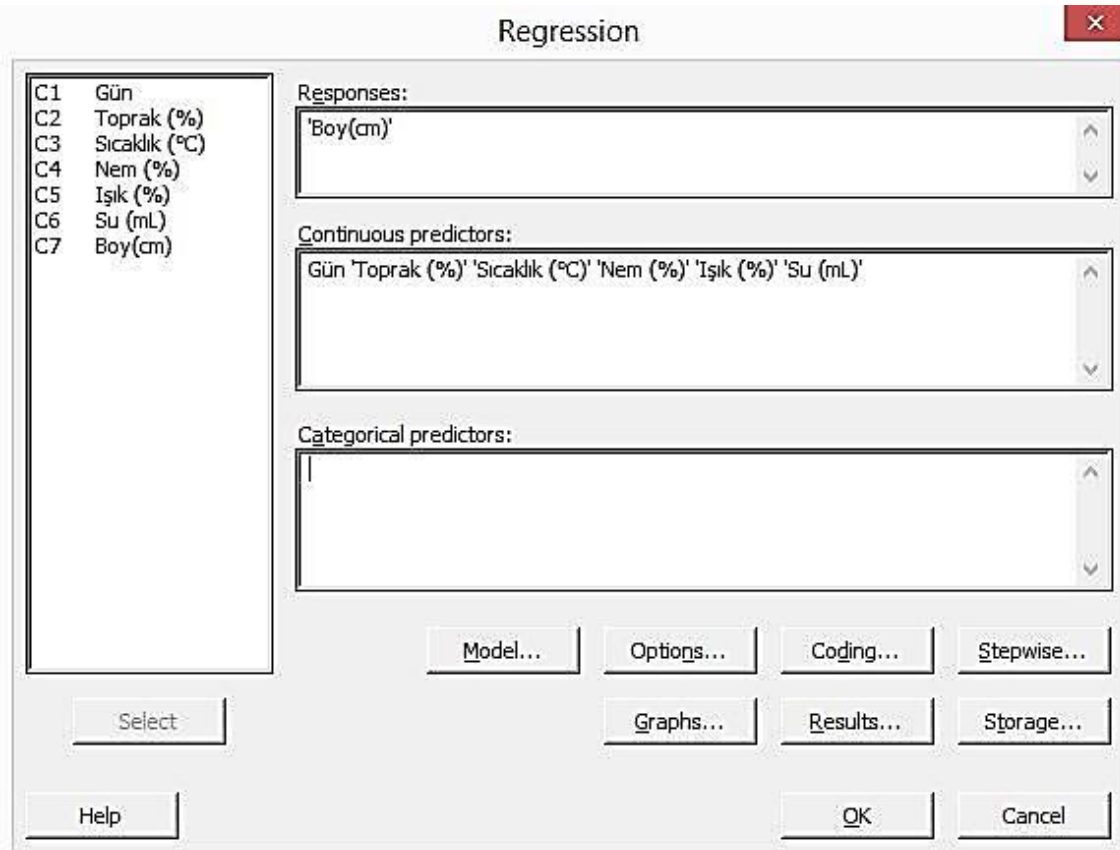 Regression
C1 Gün
C2 Toprak (%)
C3 Sıcaklık (°C)
C4 Nem (%)
C5 Işık (%)
C6 Su (mL)
C7 Boy(cm)
Responses:
'Boy(cm)'
Continuous predictors:
Gün 'Toprak (%)' 'Sıcaklık (°C)' 'Nem (%)' 'Işık (%)' 'Su (mL)'
Categorical predictors:
Model... Options... Coding... Stepwise...
Select Graphs... Results... Storage...
Help OK Cancel